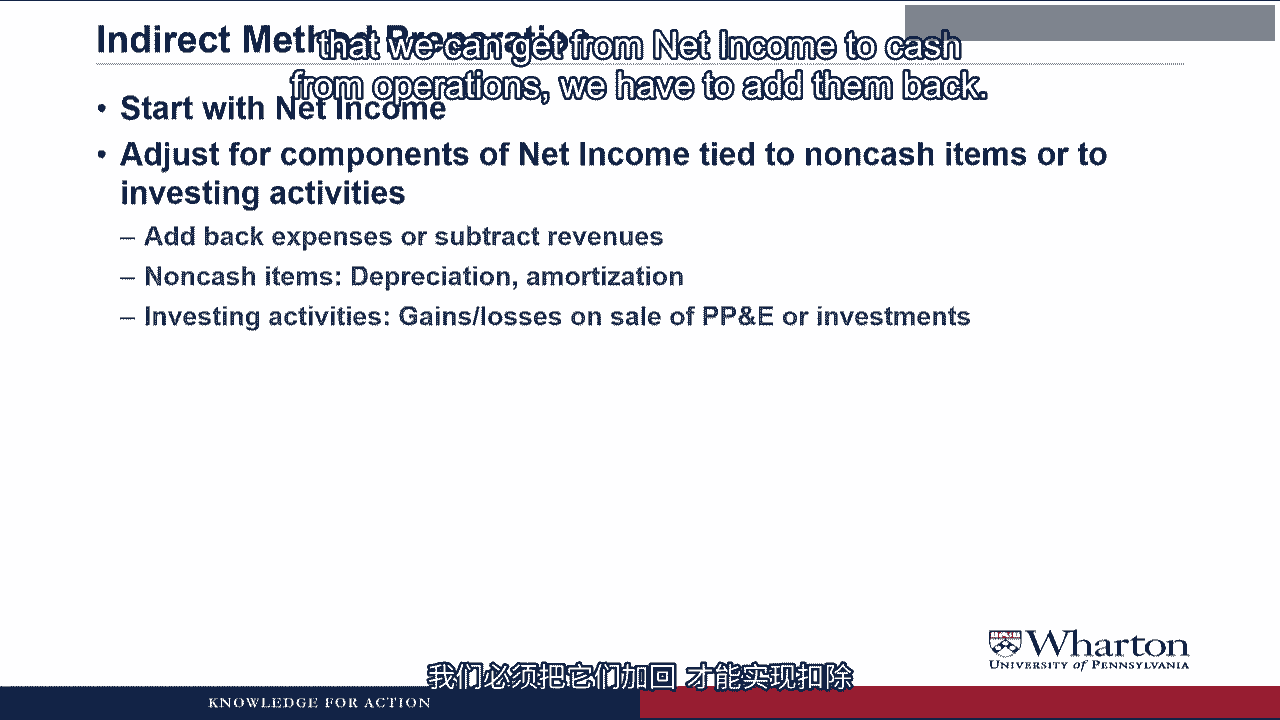 Indirect Method Preparation
that we can get from Net Income to cash
from operations, we have to add them back.
• Start with Net Income
• Adjust for components of Net Income tied to noncash items or to
investing activities
– Add back expenses or subtract revenues
– Noncash items: Depreciation, amortization
– Investing activities: Gains/losses on sale of PP&E or investments
Wharton
UNIVERSITY of PENNSYLVANIA
我们必须把它们加回 才能实现扣除
KNOWLEDGE FOR ACTION